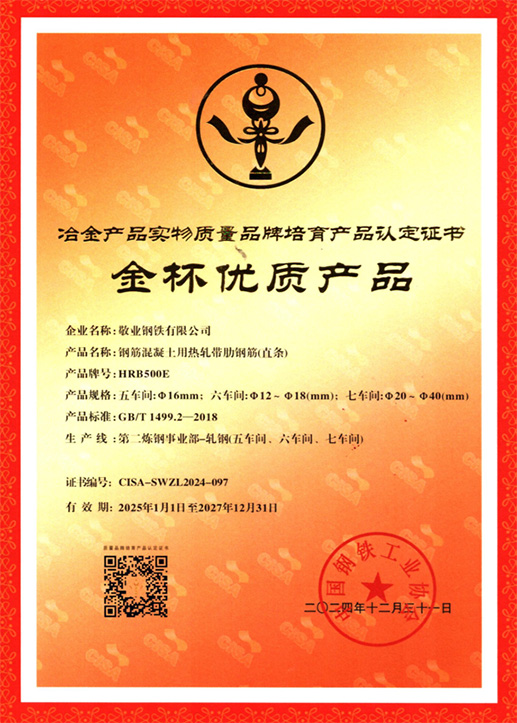 冶金产品实物质量品牌培育产品认定证书
金杯优质产品
企业名称:敬业钢铁有限公司
产品名称:钢筋混凝土用热轧带肋钢筋(直条)
产品牌号:HRB500E
产品规格:五车间:Φ16mm; 六车间:Φ12~Φ18(mm); 七车间:Φ20~Φ40(mm)
产品标准:GB/T 1499.2—2018
生产线:第二炼钢事业部-轧钢(五车间、六车间、七车间)
证书编号: CISA-SWZL2024-097
有效期: 2025年1月1日至2027年12月31日
质量品牌培育产品认定证书
中国钢铁工业协会
二〇二四年十二月三十一日